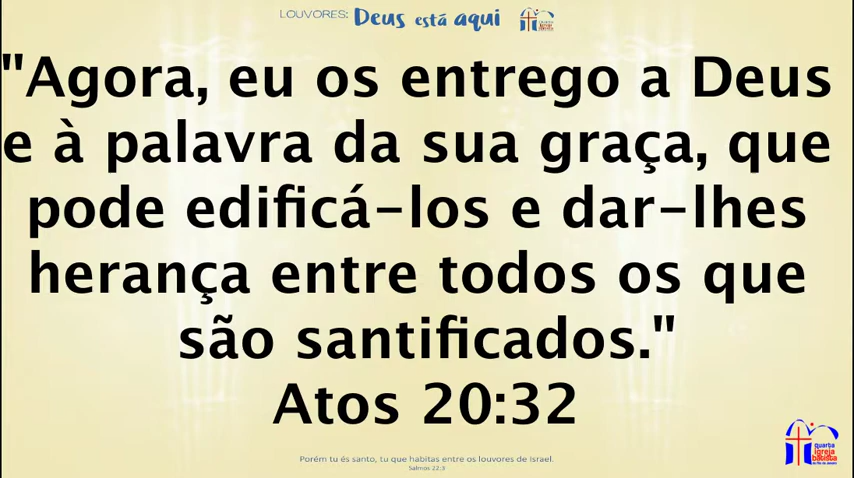 LOUVORES: Deus está aqui
"Agora, eu os entrego a Deus
e à palavra da sua graça, que
pode edificá-los e dar-lhes
herança entre todos os que
são santificados."
Atos 20:32
quarta
igreja
batista
Porém tu és santo, tu que habitas entre os louvores de Israel.
Salmos 22:3